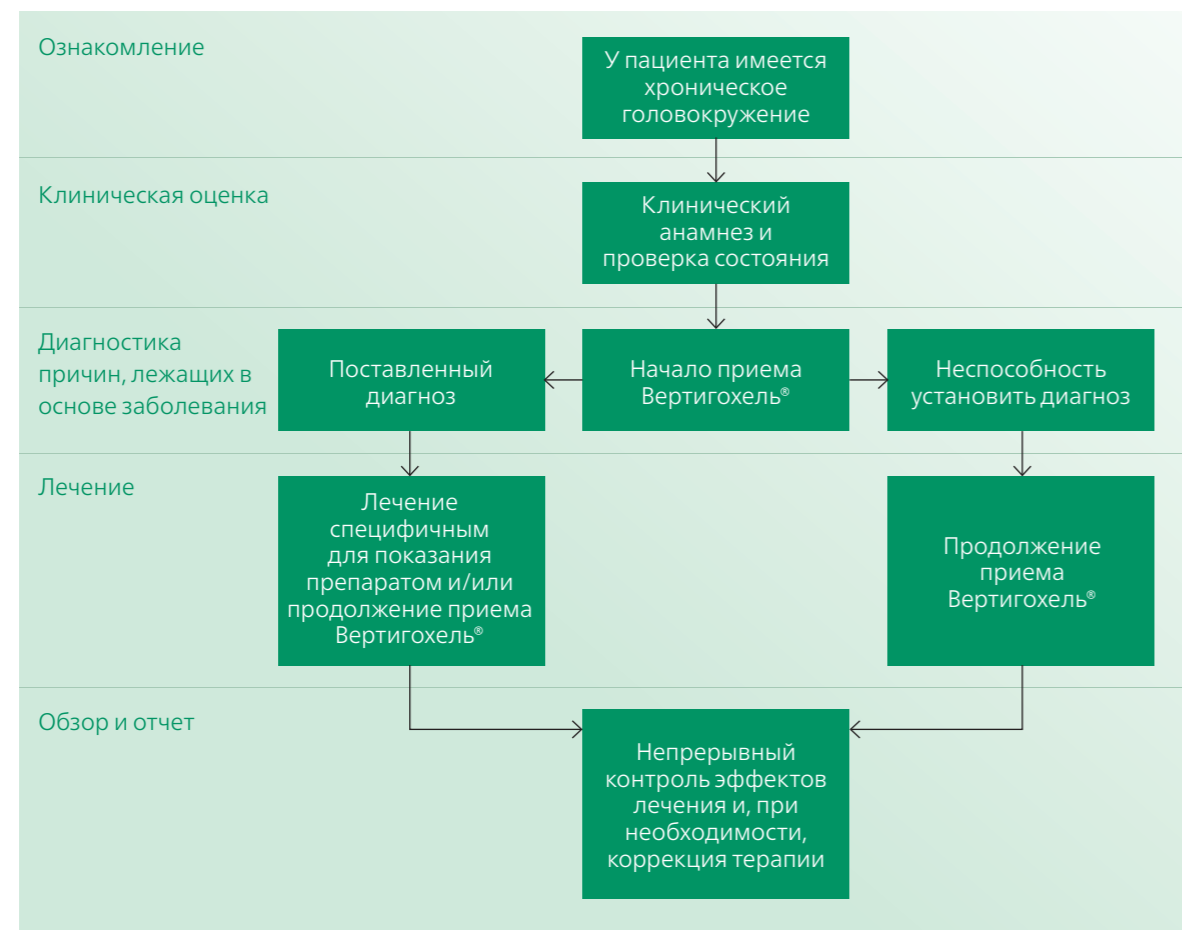 Ознакомление
У пациента имеется
хроническое
головокружение
Клиническая оценка
Клинический
анамнез и
проверка состояния
Диагностика
причин, лежащих в
основе заболевания
Поставленный
диагноз
Начало приема
Вертигохель®
Неспособность
установить диагноз
Лечение
Лечение
специфичным
для показания
препаратом и/или
продолжение приема
Вертигохель®
Продолжение
приема
Вертигохель®
Обзор и отчет
Непрерывный
контроль эффектов
лечения и, при
необходимости,
коррекция терапии